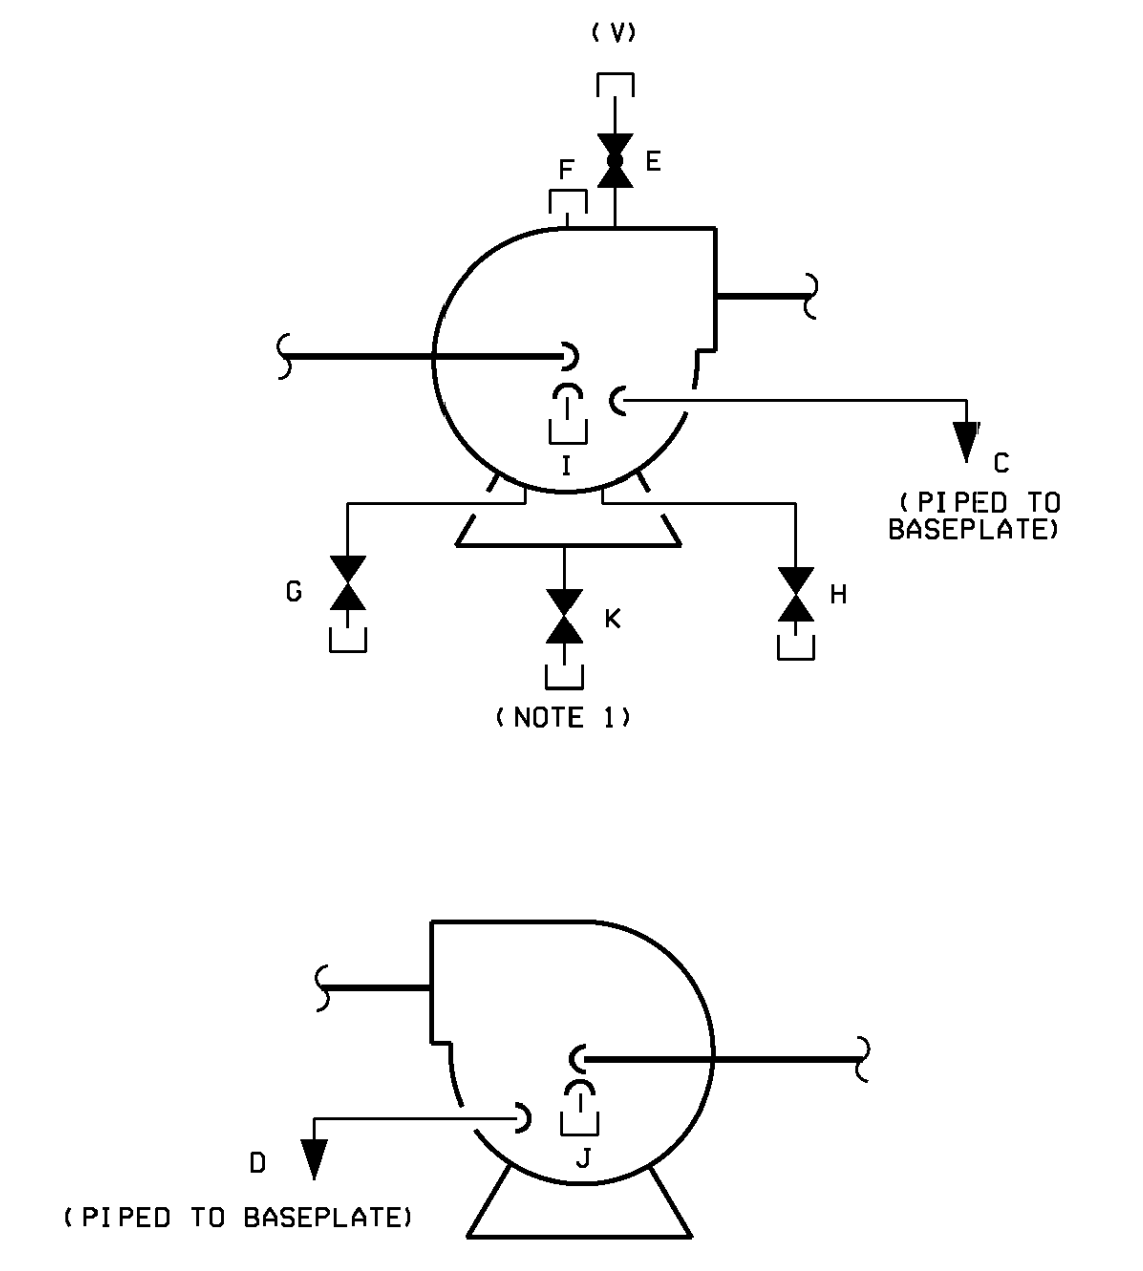 (V)
F
E
I
C
(PIPED TO
BASEPLATE)
G
H
K
(NOTE 1)
J
D
(PIPED TO BASEPLATE)